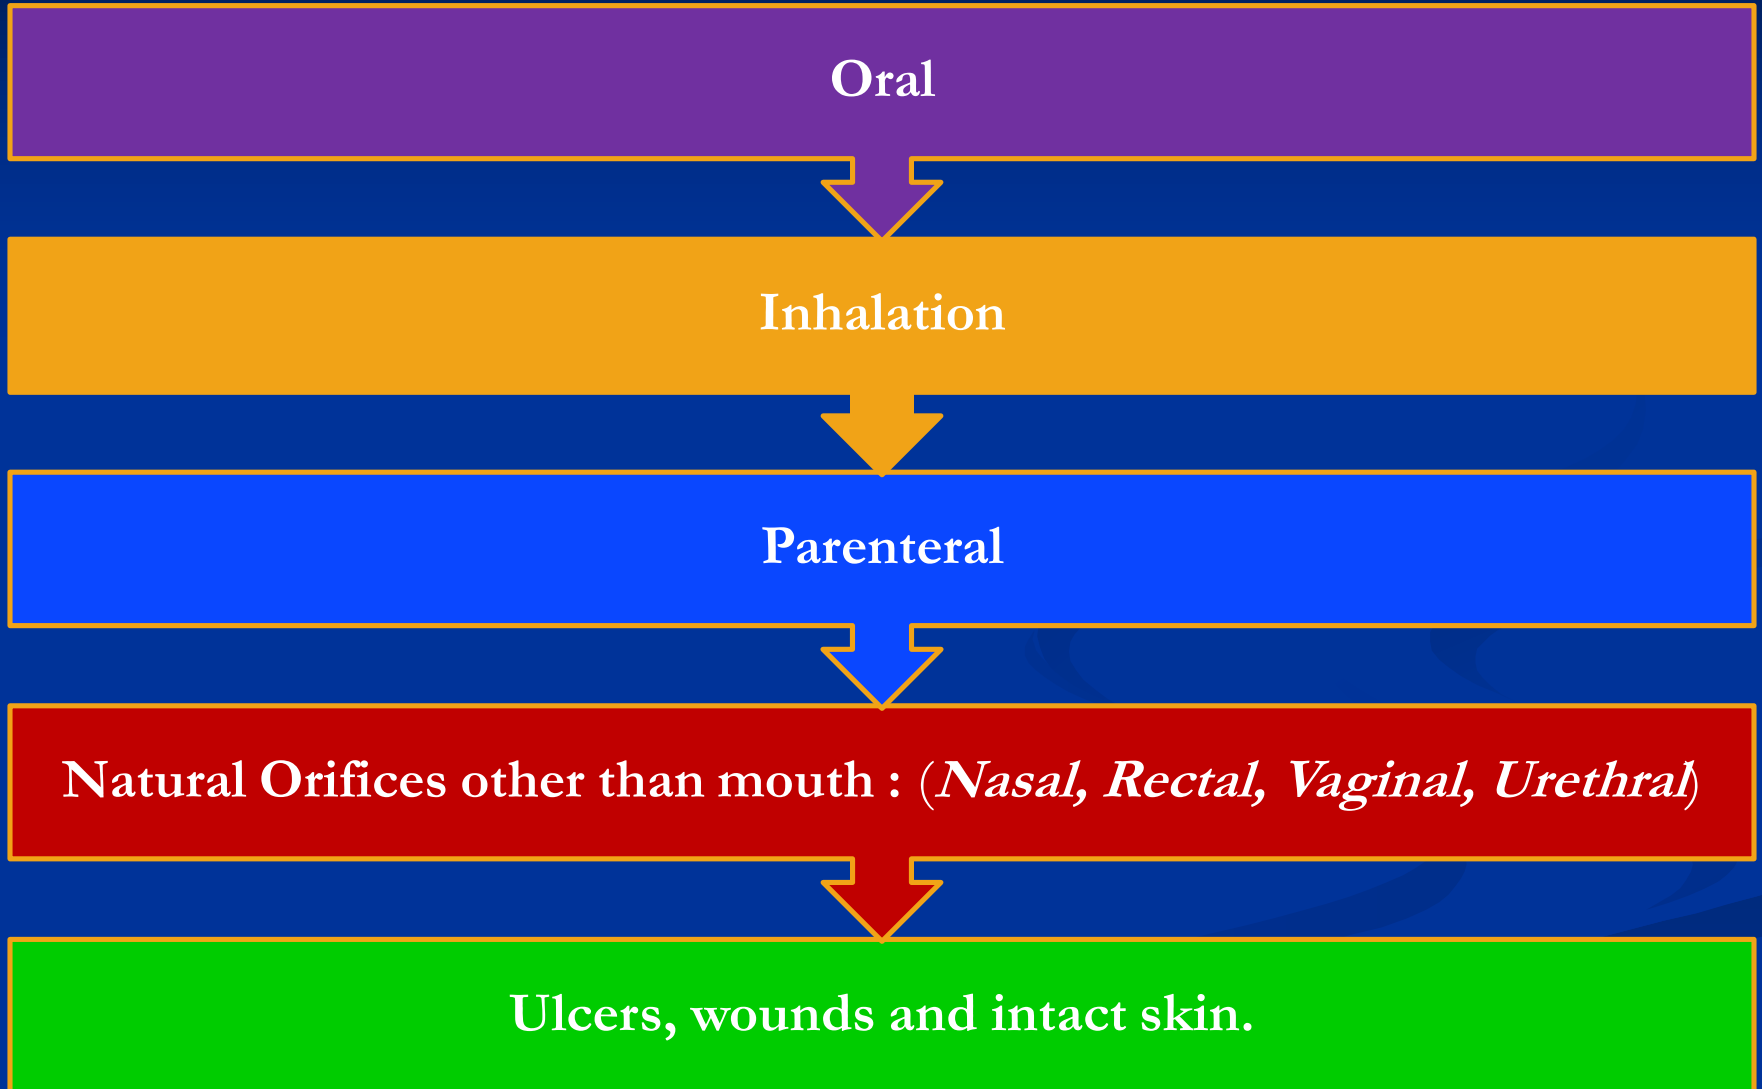 Oral
Inhalation
Parenteral
Natural Orifices other than mouth : (Nasal, Rectal, Vaginal, Urethral)
Ulcers, wounds and intact skin.